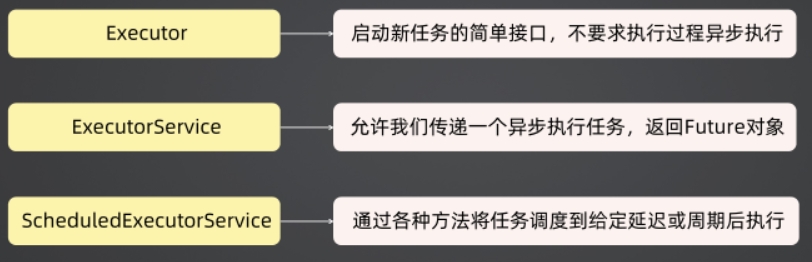 Executor
启动新任务的简单接口，不要求执行过程异步执行
ExecutorService
允许我们传递一个异步执行任务，返回Future对象
ScheduledExecutorService
通过各种方法将任务调度到给定延迟或周期后执行